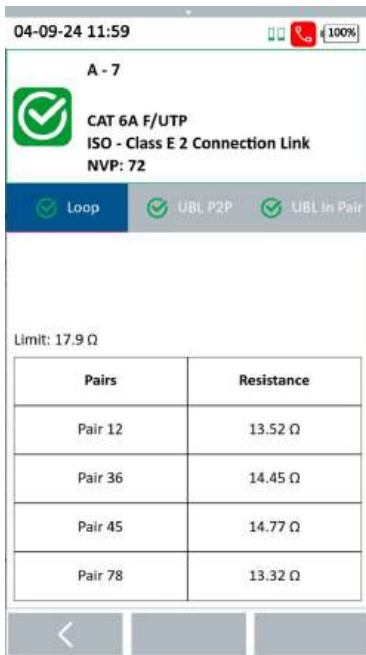 04-09-24 11:59 100%
A - 7
CAT 6A F/UTP
ISO - Class E 2 Connection Link
NVP: 72
Loop UBL P2P UBL In Pair
Limit: 17.9 Ω
Pairs Resistance
Pair 12 13.52 Ω
Pair 36 14.45 Ω
Pair 45 14.77 Ω
Pair 78 13.32 Ω